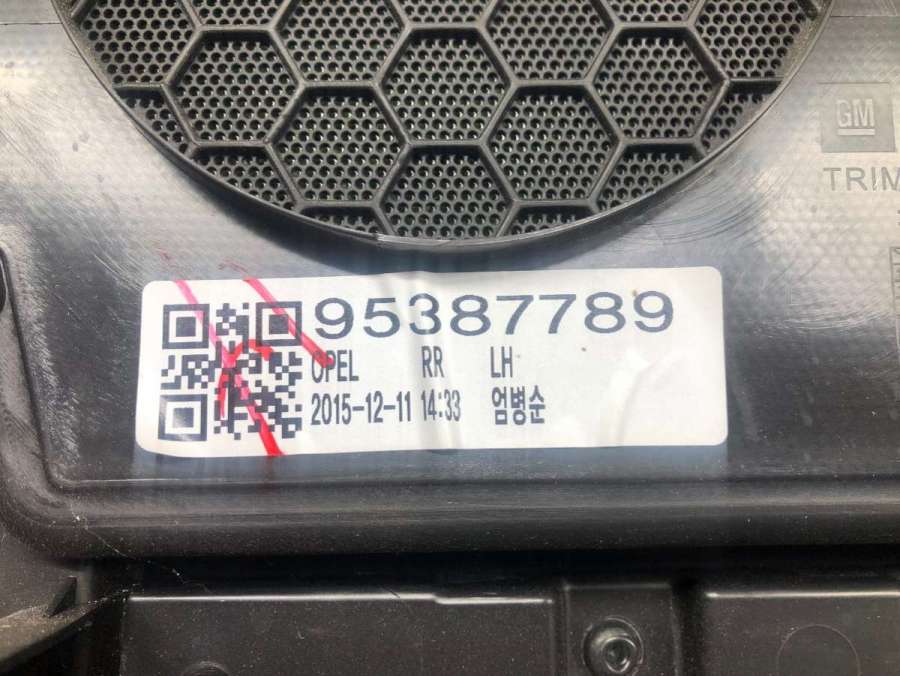 GM
TRIM
95387789
OPEL RR LH
2015-12-11 14:33 엄병순